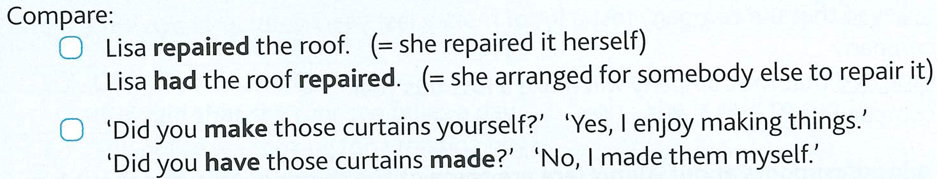 Compare:
Lisa repaired the roof. (= she repaired it herself)
Lisa had the roof repaired. (= she arranged for somebody else to repair it)
‘Did you make those curtains yourself?’ ‘Yes, I enjoy making things.’
‘Did you have those curtains made?’ ‘No, I made them myself.’